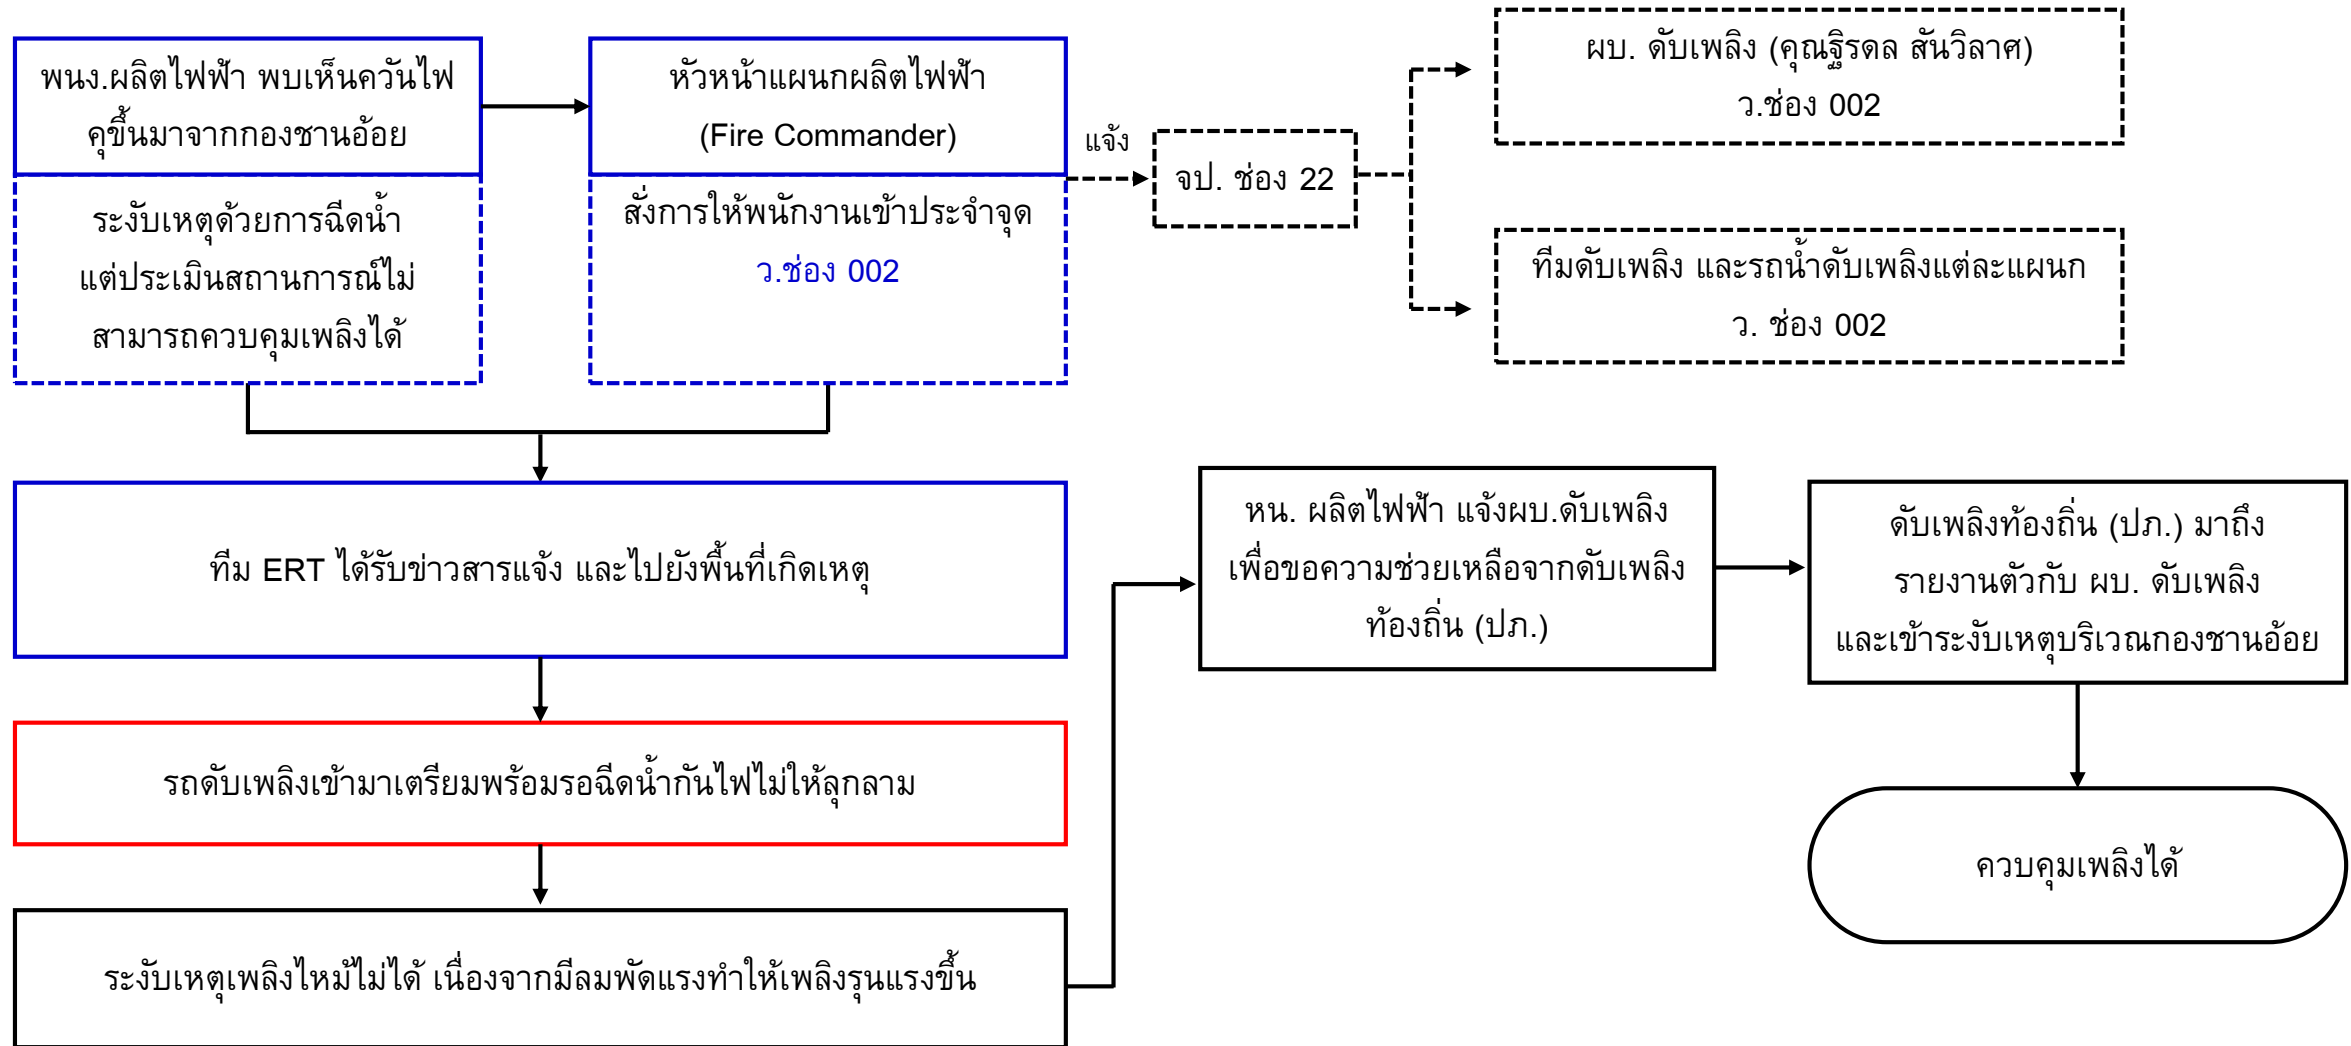 พนง.ผลิตไฟฟ้า พบเห็นควันไฟ
คุขึ้นมาจากกองชานอ้อย
ระงับเหตุด้วยการฉีดน้ำ
แต่ประเมินสถานการณ์ไม่
สามารถควบคุมเพลิงได้
หัวหน้าแผนกผลิตไฟฟ้า
(Fire Commander)
สั่งการให้พนักงานเข้าประจำจุด
ว.ช่อง 002
แจ้ง
จป. ช่อง 22
ผบ. ดับเพลิง (คุณฐิรดล สันวิลาศ)
ว.ช่อง 002
ทีมดับเพลิง และรถน้ำดับเพลิงแต่ละแผนก
ว. ช่อง 002
ทีม ERT ได้รับข่าวสารแจ้ง และไปยังพื้นที่เกิดเหตุ
รถดับเพลิงเข้ามาเตรียมพร้อมรอฉีดน้ำกันไฟไม่ให้ลุกลาม
ระงับเหตุเพลิงไหม้ไม่ได้ เนื่องจากมีลมพัดแรงทำให้เพลิงรุนแรงขึ้น
หน. ผลิตไฟฟ้า แจ้งผบ.ดับเพลิง
เพื่อขอความช่วยเหลือจากดับเพลิง
ท้องถิ่น (ปภ.)
ดับเพลิงท้องถิ่น (ปภ.) มาถึง
รายงานตัวกับ ผบ. ดับเพลิง
และเข้าระงับเหตุบริเวณกองชานอ้อย
ควบคุมเพลิงได้